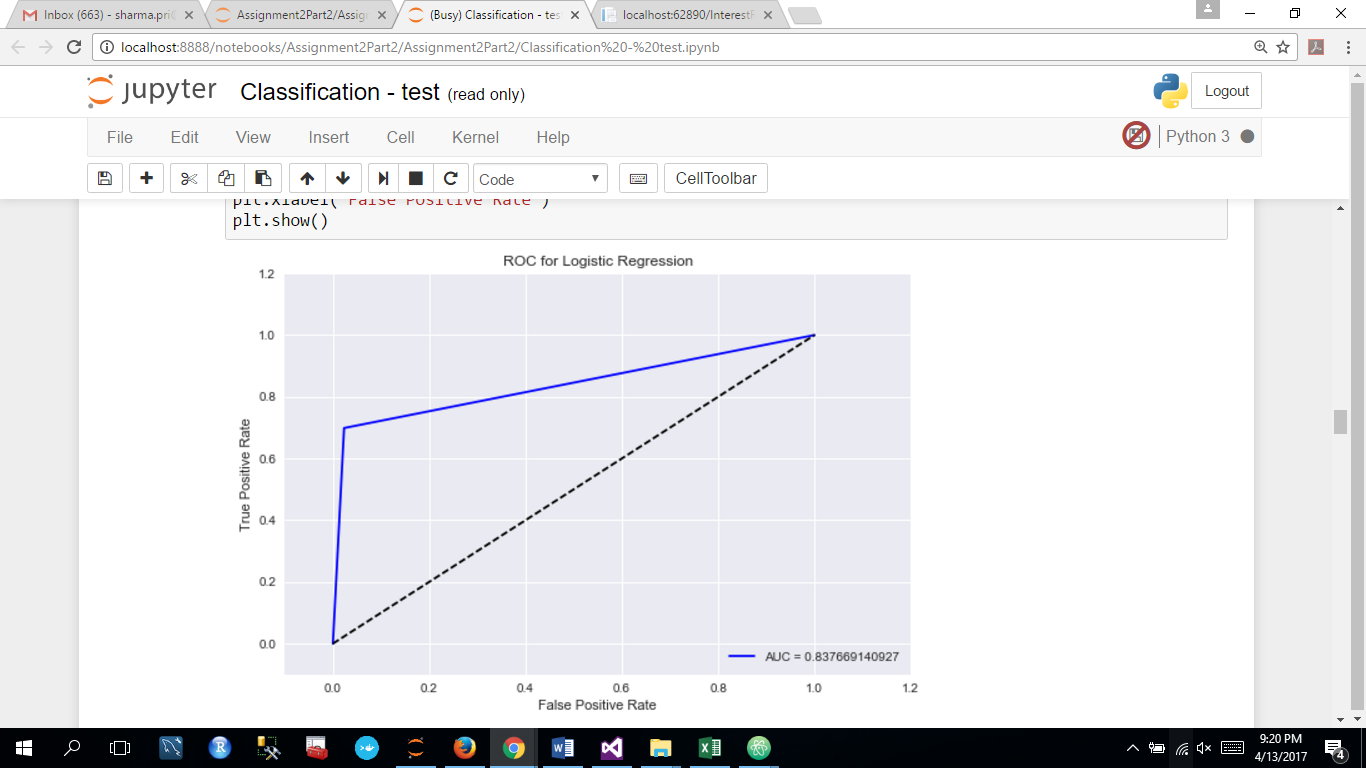 Inbox (663) - sharma.pri
Assignment2Part2/Assig
(Busy) Classification - tes
localhost:62890/InterestR
localhost:8888/notebooks/Assignment2Part2/Assignment2Part2/Classification%20-%20test.ipynb
jupyter Classification - test (read only)
Logout
File Edit View Insert Cell Kernel Help
Python 3
Code
CellToolbar
plt.xlabel('False Positive Rate')
plt.show()
ROC for Logistic Regression
1.2
1.0
0.8
0.6
0.4
0.2
0.0
True Positive Rate
AUC = 0.837669140927
0.0 0.2 0.4 0.6 0.8 1.0 1.2
False Positive Rate
9:20 PM
4/13/2017
4